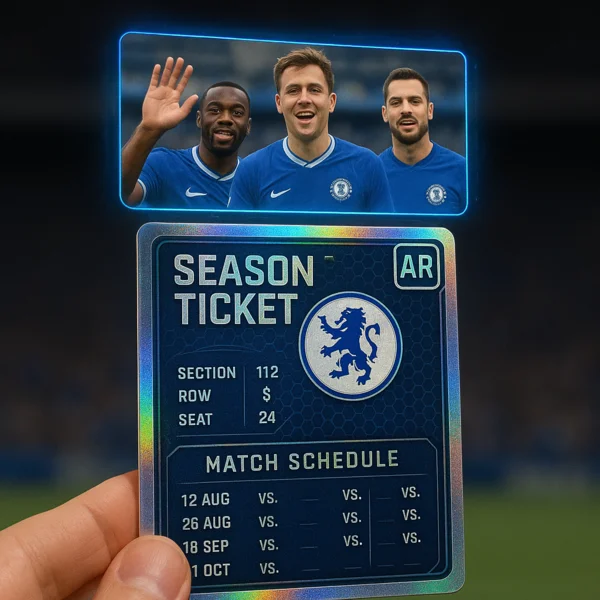 SEASON
TICKET
AR
SECTION 112
ROW $
SEAT 24
MATCH SCHEDULE
12 AUG VS. VS. VS.
26 AUG VS. VS. VS.
18 SEP VS. VS. VS.
1 OCT VS. VS.